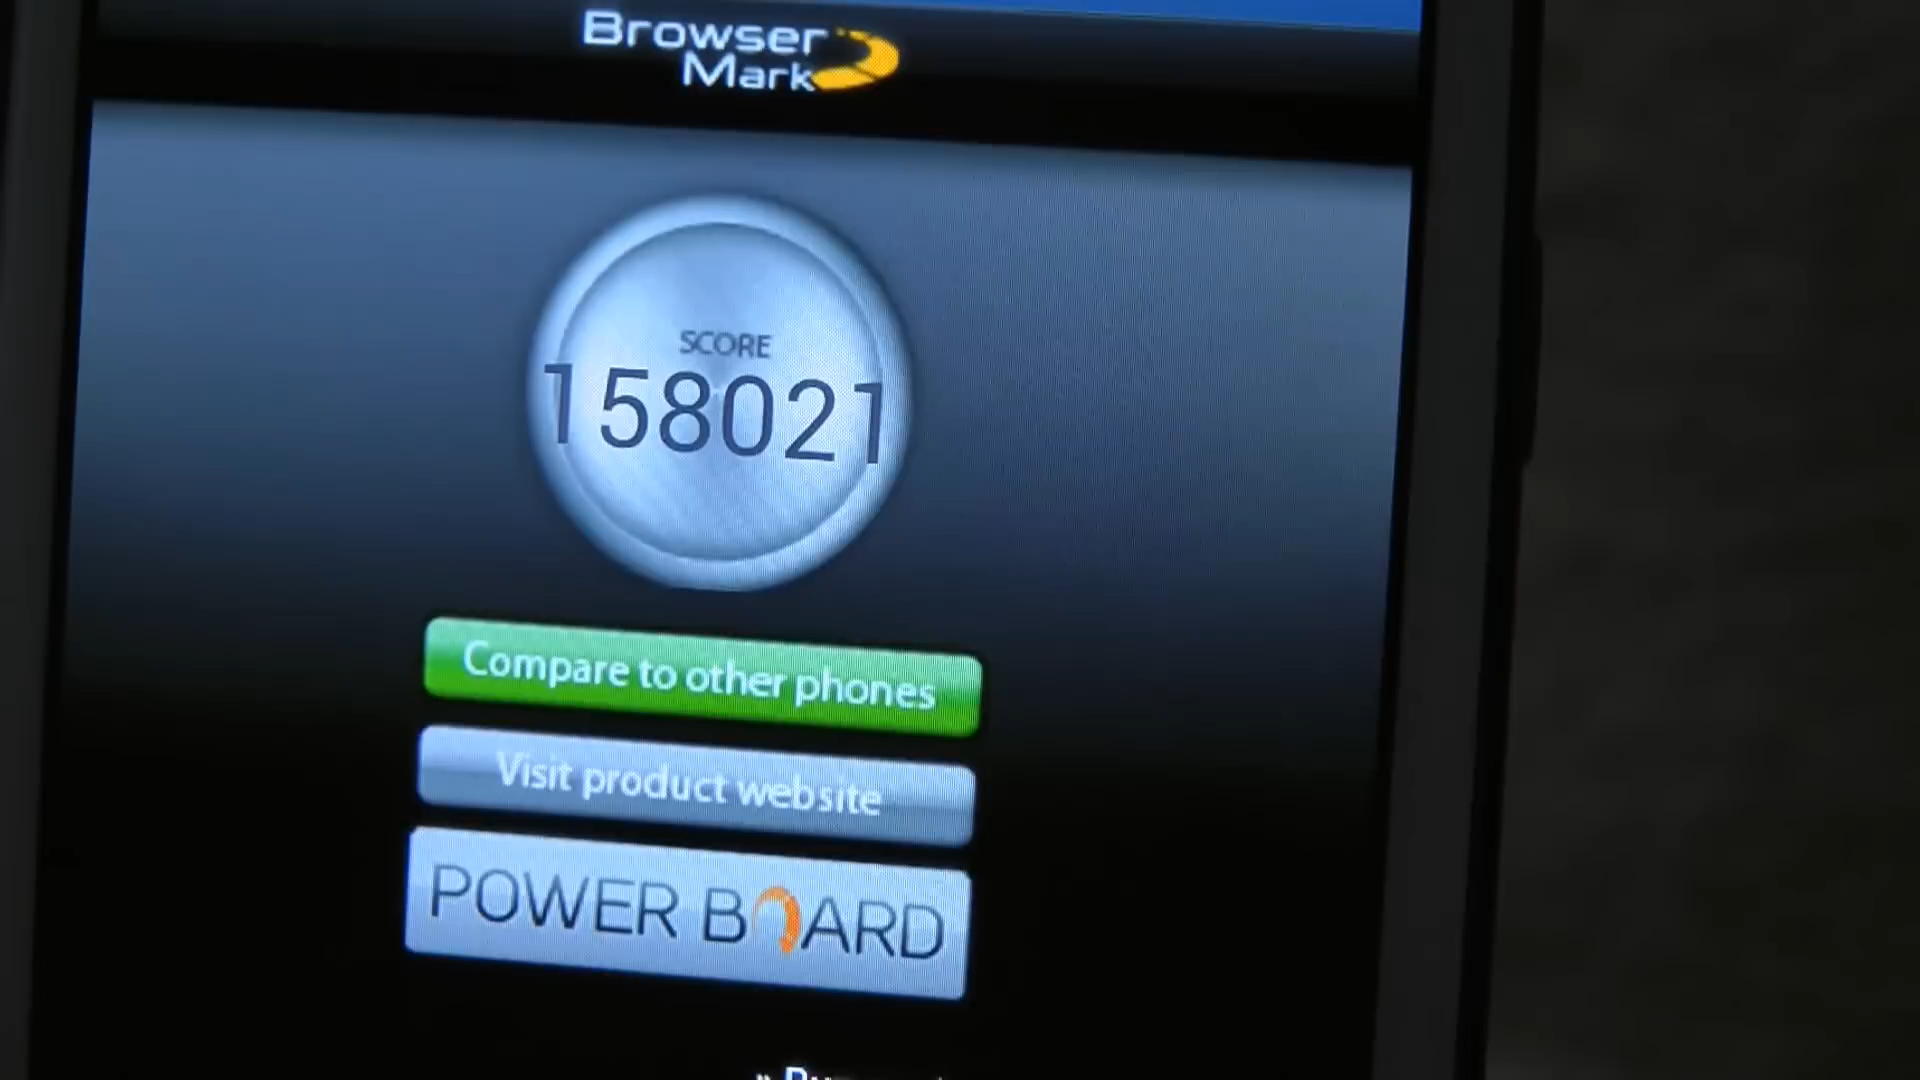 Browser
Mark
SCORE
158021
Compare to other phones
Visit product website
POWER BOARD